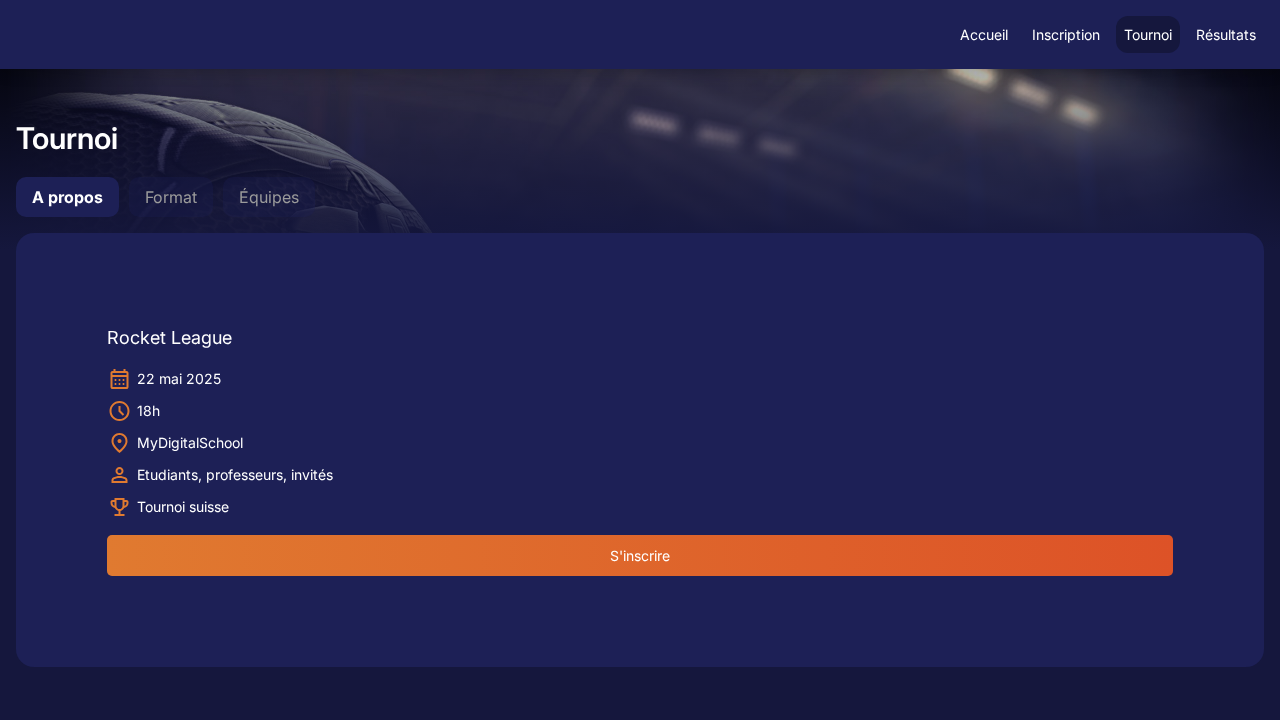 Accueil Inscription Tournoi Résultats
Tournoi
A propos Format Équipes
Rocket League
22 mai 2025
18h
MyDigitalSchool
Etudiants, professeurs, invités
Tournoi suisse
S'inscrire